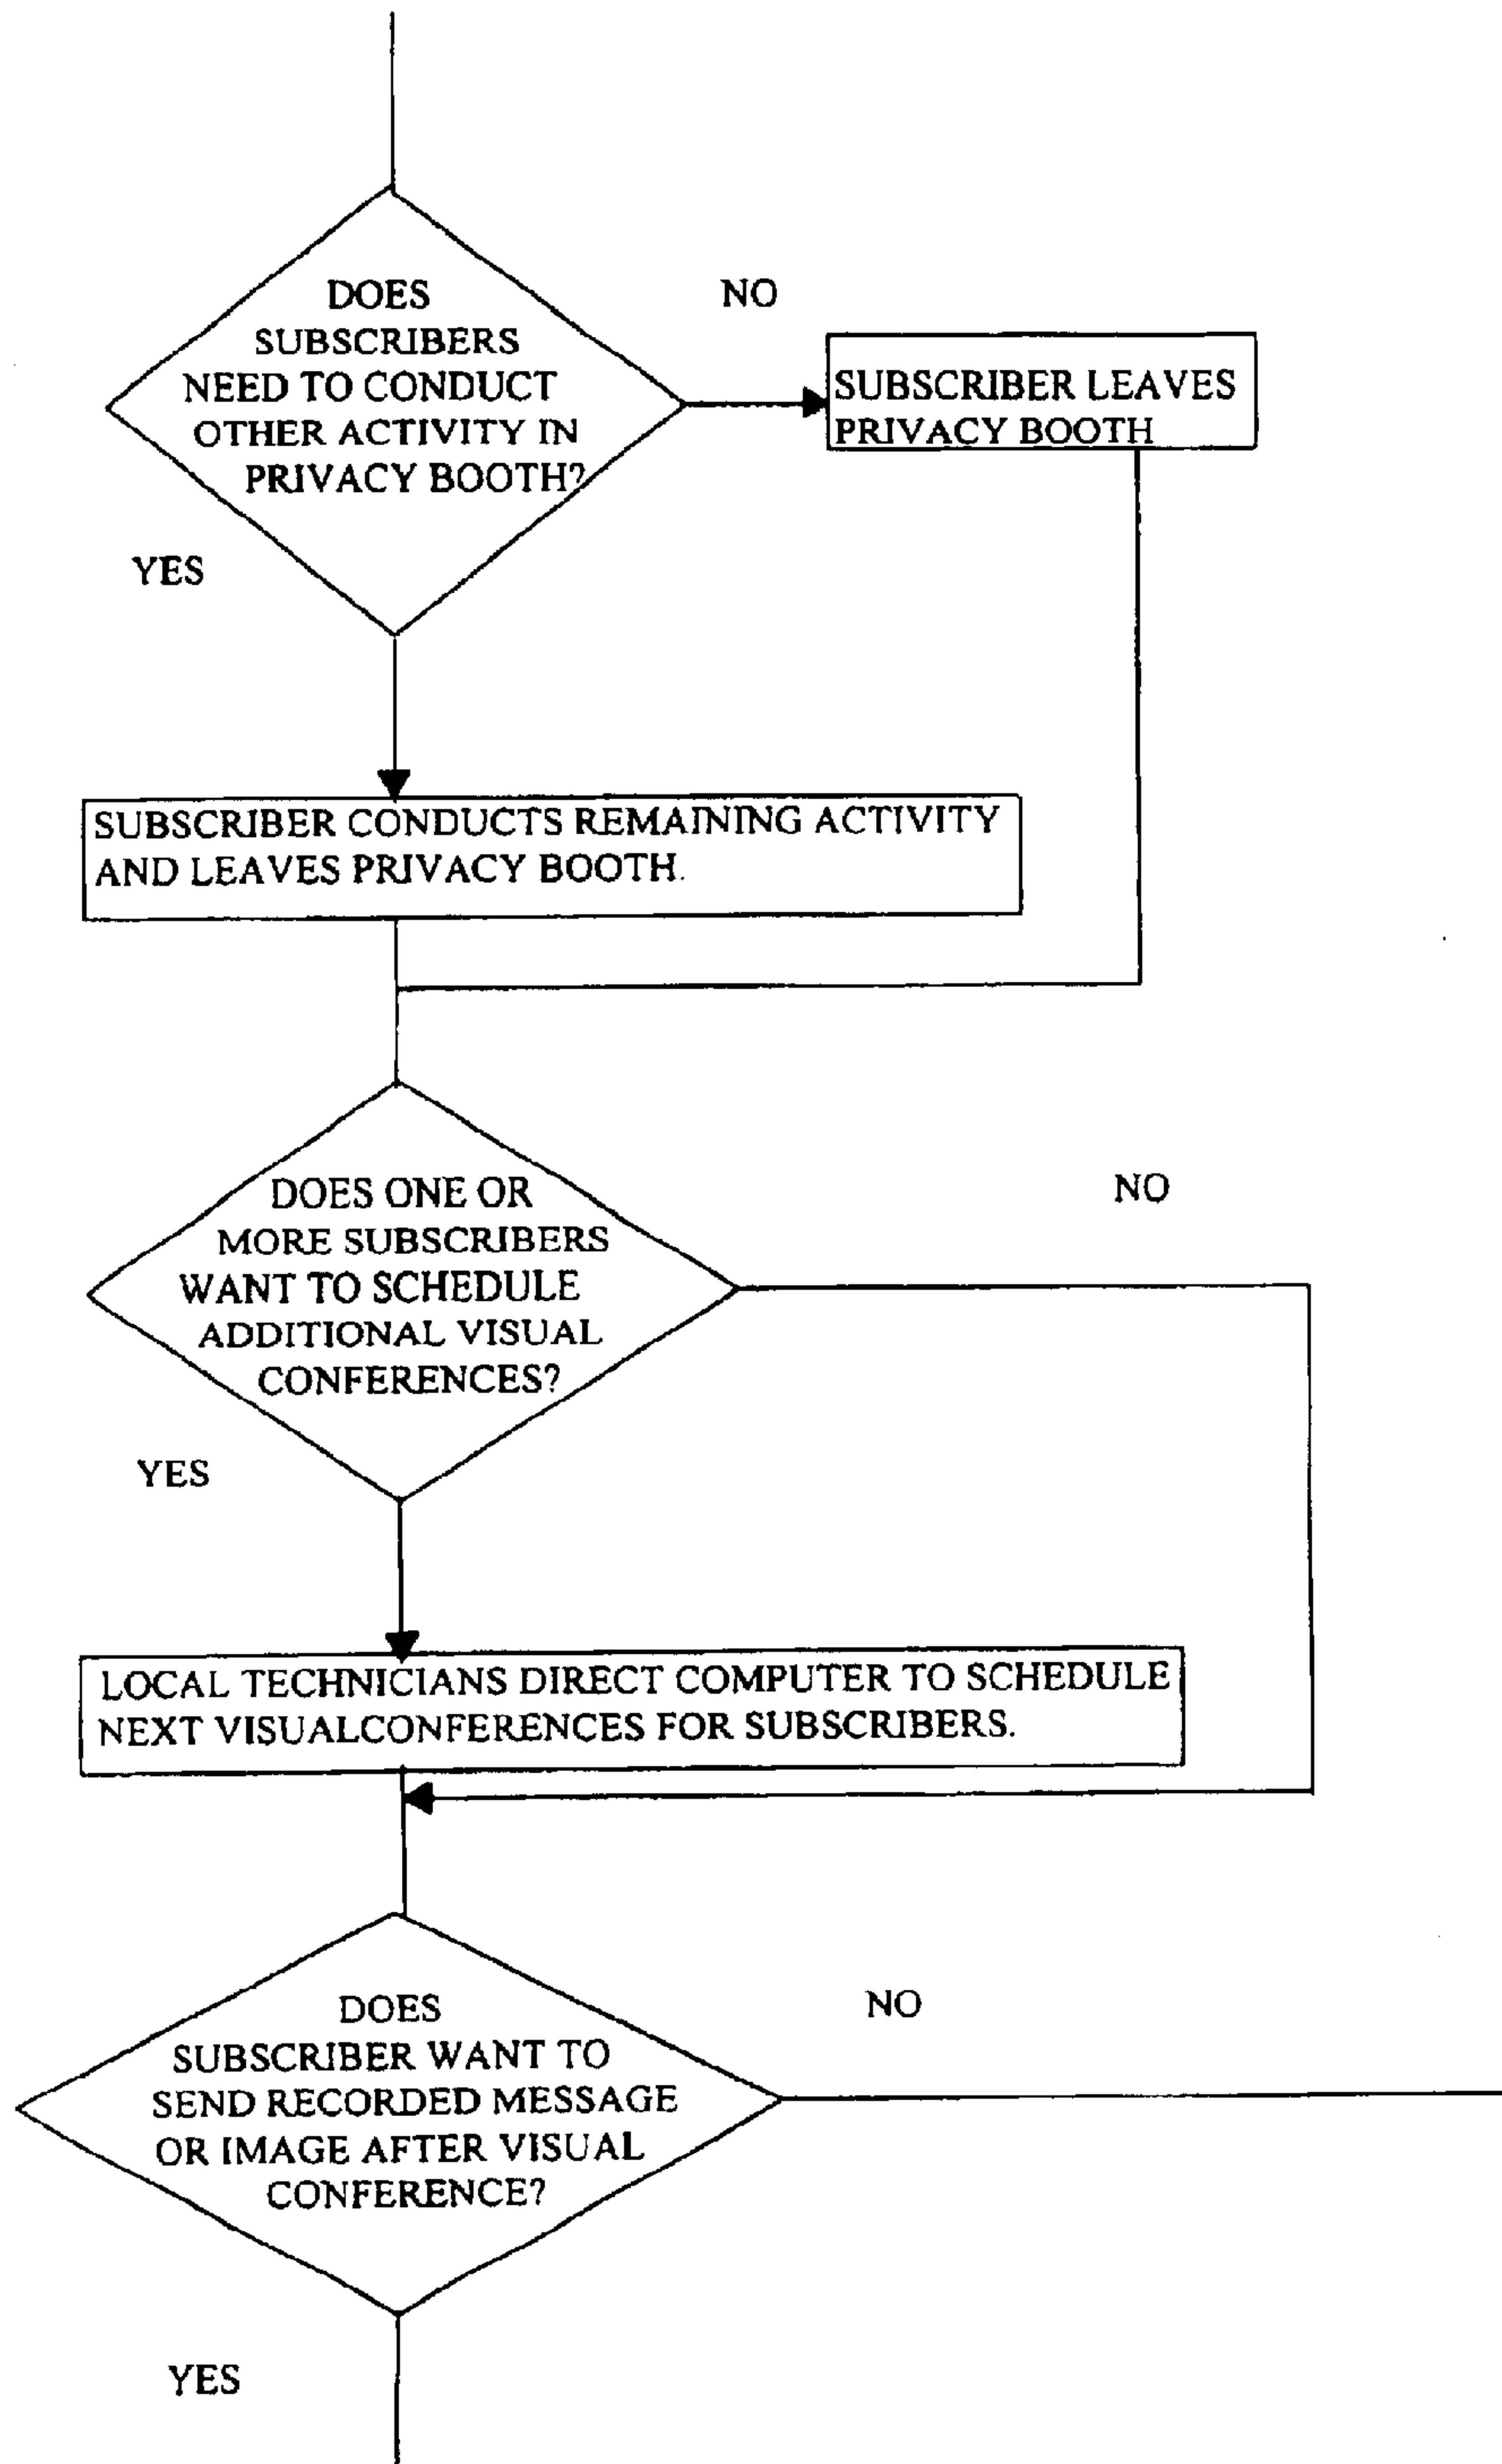 DOES
SUBSCRIBERS
NEED TO CONDUCT
OTHER ACTIVITY IN
PRIVACY BOOTH?
NO
SUBSCRIBER LEAVES
PRIVACY BOOTH
YES
SUBSCRIBER CONDUCTS REMAINING ACTIVITY
AND LEAVES PRIVACY BOOTH.
DOES ONE OR
MORE SUBSCRIBERS
WANT TO SCHEDULE
ADDITIONAL VISUAL
CONFERENCES?
NO
YES
LOCAL TECHNICIANS DIRECT COMPUTER TO SCHEDULE
NEXT VISUALCONFERENCES FOR SUBSCRIBERS.
DOES
SUBSCRIBER WANT TO
SEND RECORDED MESSAGE
OR IMAGE AFTER VISUAL
CONFERENCE?
NO
YES